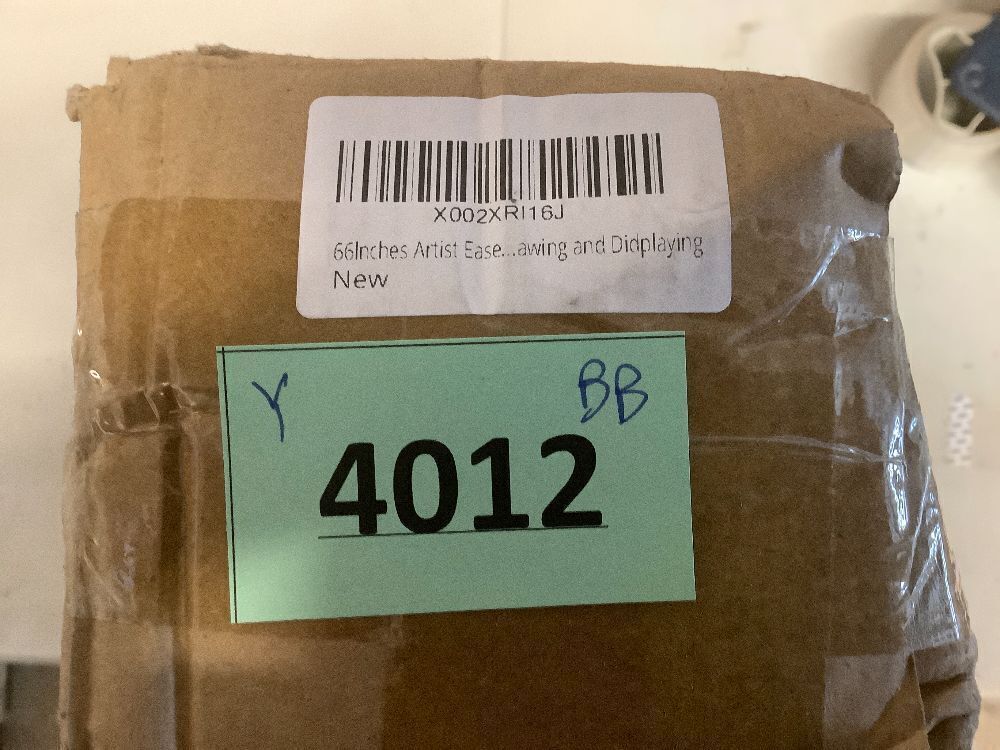 X002XRI16J
66Inches Artist Ease...awing and Didplaying
New
Y BB
4012